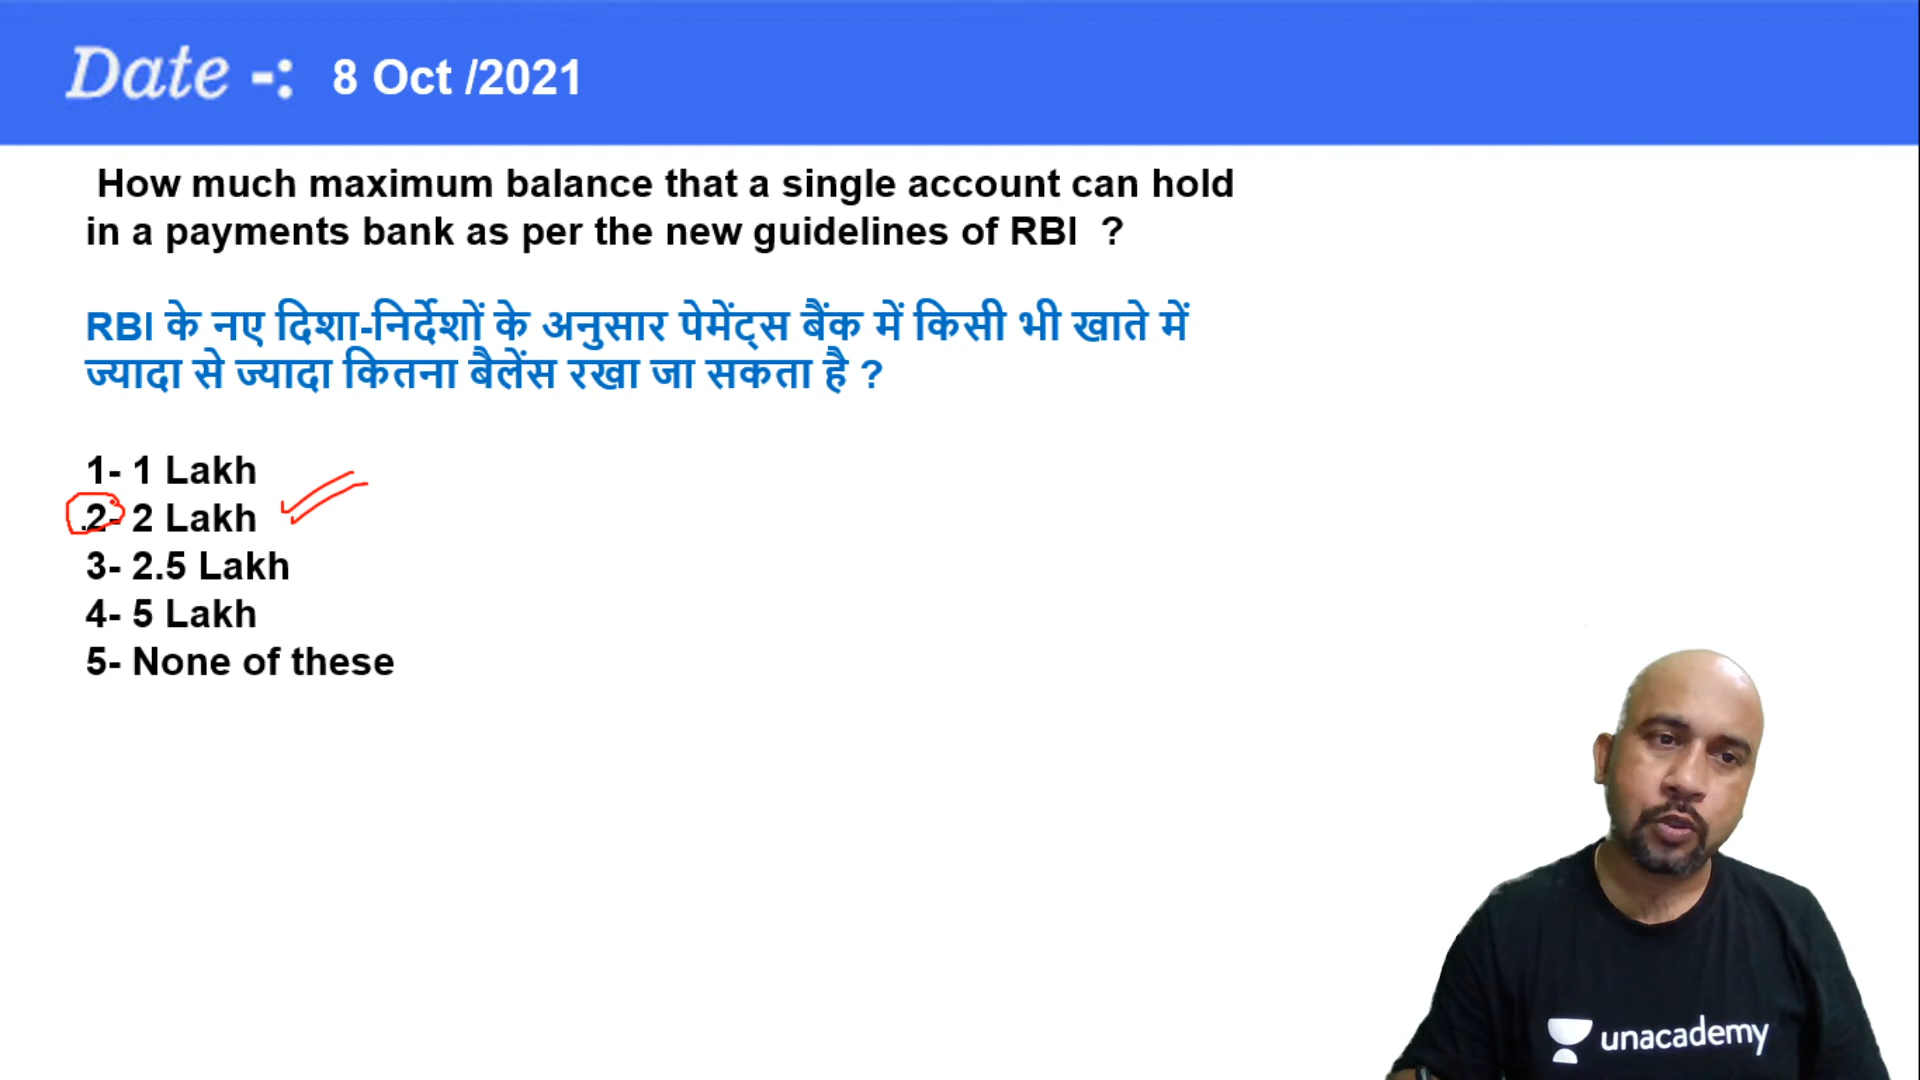 Date -: 8 Oct /2021
How much maximum balance that a single account can hold
in a payments bank as per the new guidelines of RBI ?
RBI के नए दिशा-निर्देशों के अनुसार पेमेंट्स बैंक में किसी भी खाते में
ज्यादा से ज्यादा कितना बैलेंस रखा जा सकता है ?
1- 1 Lakh
2- 2 Lakh
3- 2.5 Lakh
4- 5 Lakh
5- None of these
unacademy